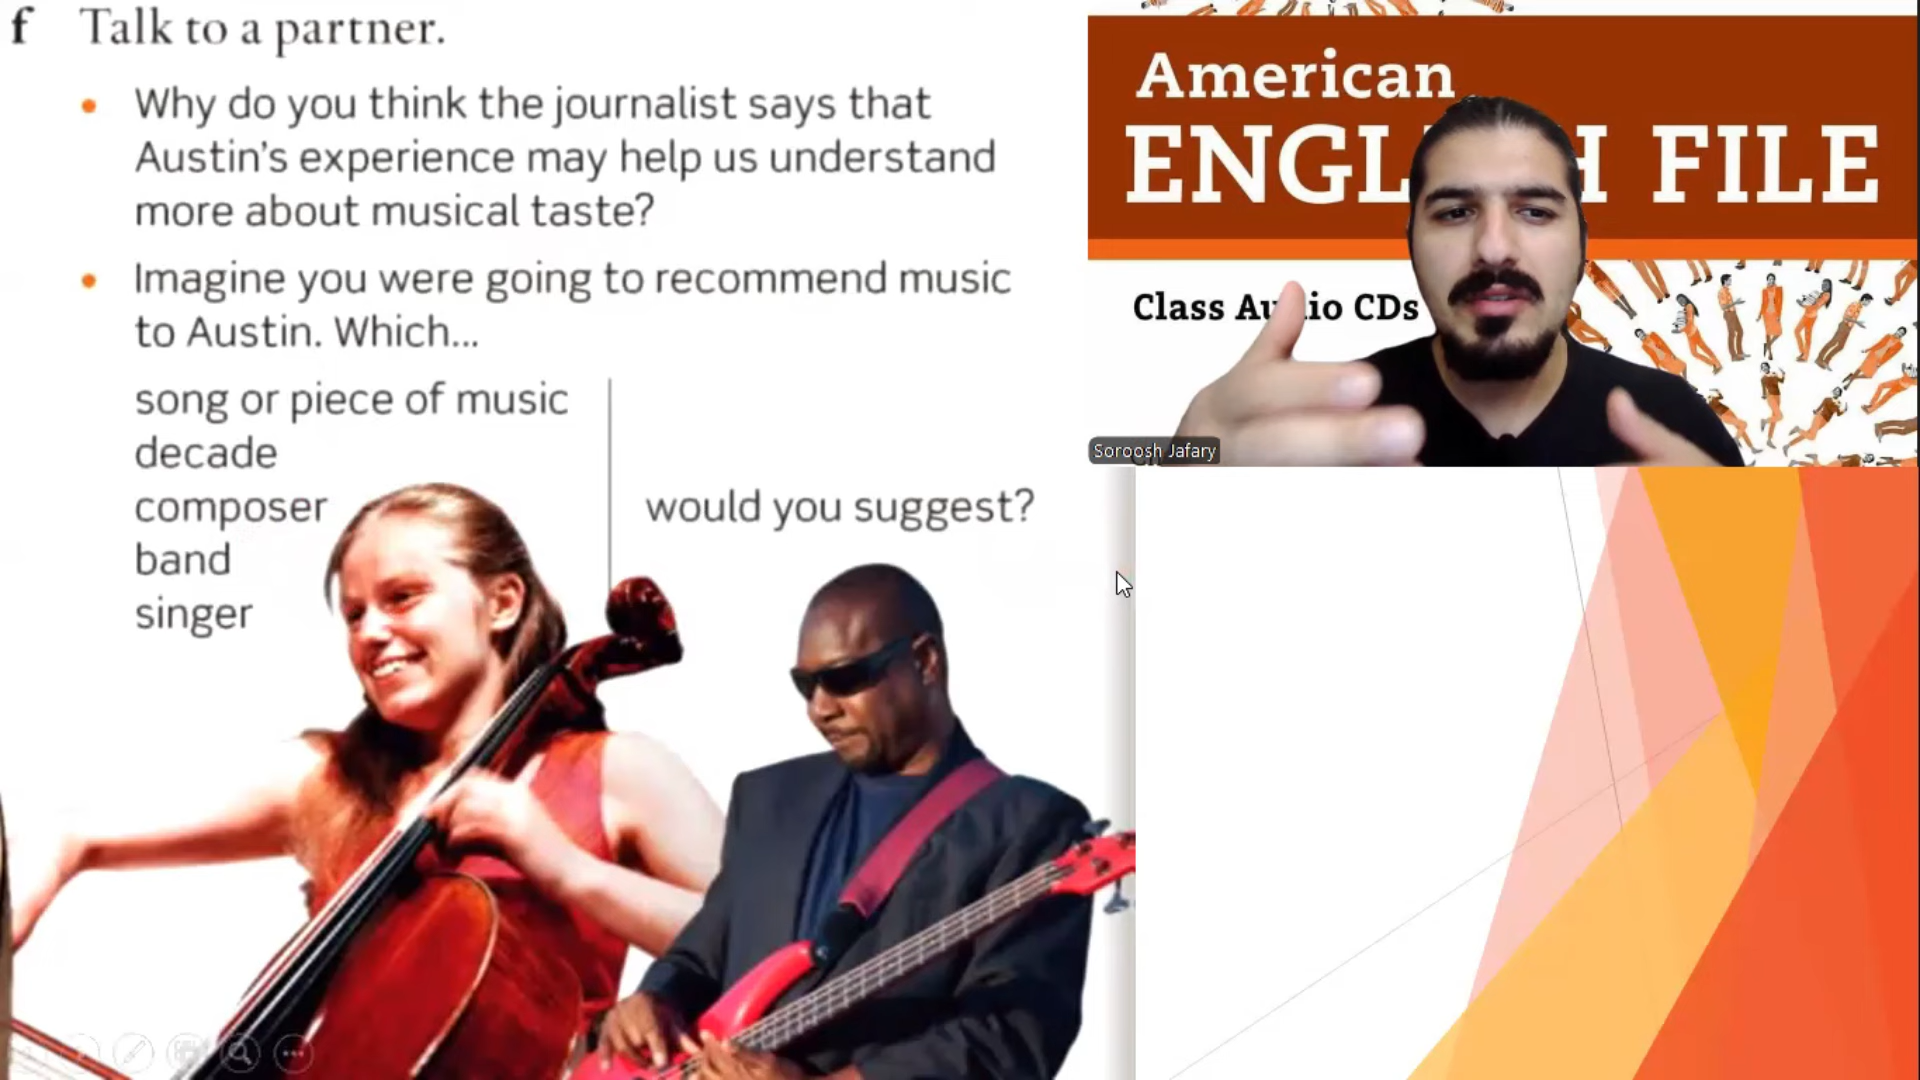 f Talk to a partner.
• Why do you think the journalist says that
Austin's experience may help us understand
more about musical taste?
• Imagine you were going to recommend music
to Austin. Which...
song or piece of music
decade
composer
band
singer
would you suggest?
American
ENGL H FILE
Class Au io CDs
Soroosh Jafary